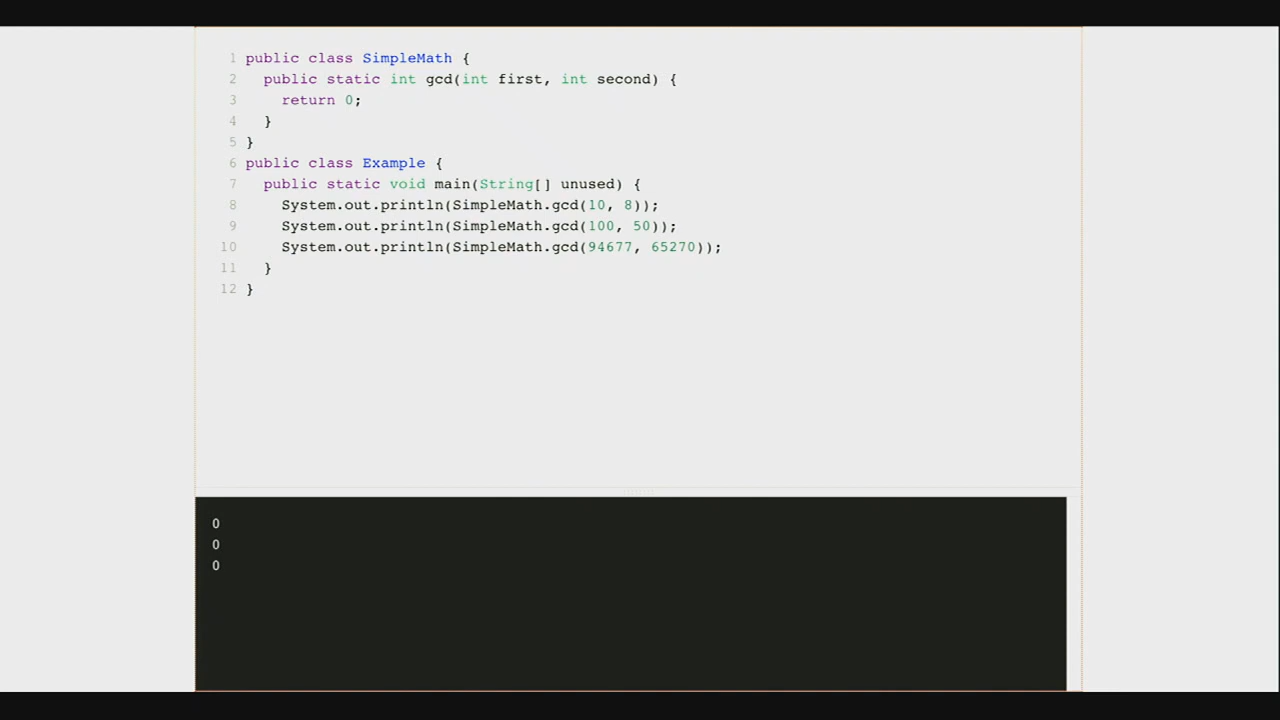 1 public class SimpleMath {
2   public static int gcd(int first, int second) {
3     return 0;
4   }
5 }
6 public class Example {
7   public static void main(String[] unused) {
8     System.out.println(SimpleMath.gcd(10, 8));
9     System.out.println(SimpleMath.gcd(100, 50));
10     System.out.println(SimpleMath.gcd(94677, 65270));
11   }
12 }
0
0
0